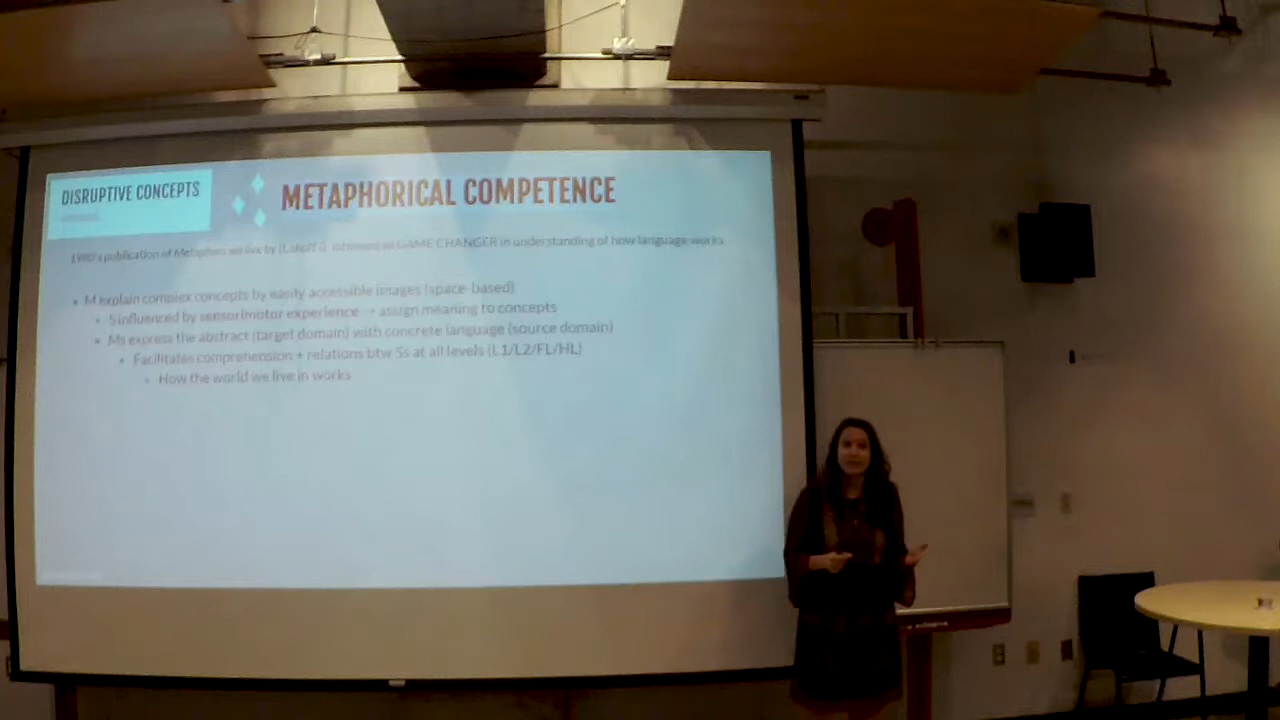 DISRUPTIVE CONCEPTS
METAPHORICAL COMPETENCE
1980's publication of Metaphors we live by (Lakoff & GAME CHANGER in understanding of how language works
M explain complex concepts by easily accessible images (space-based)
S influenced by sensorimotor experience → assign meaning to concepts
Ms express the abstract (target domain) with concrete language (source domain)
Facilitates comprehension + relations btw Ss at all levels (L1/L2/FL/HL)
How the world we live in works